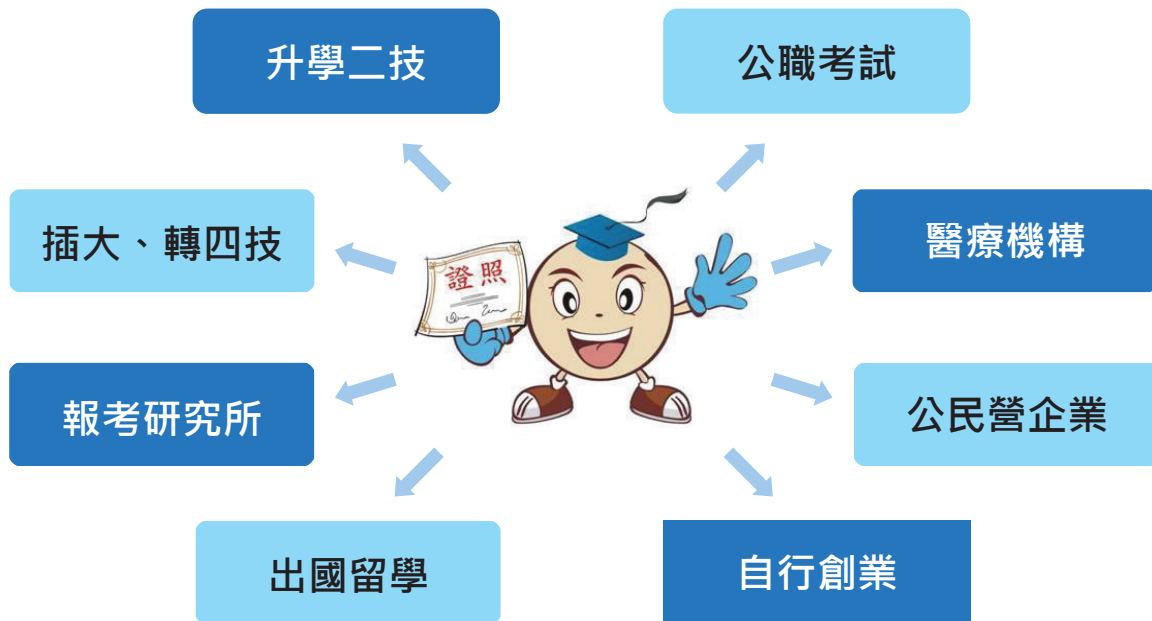 升學二技
公職考試
插大、轉四技
醫療機構
證照
報考研究所
公民營企業
出國留學
自行創業